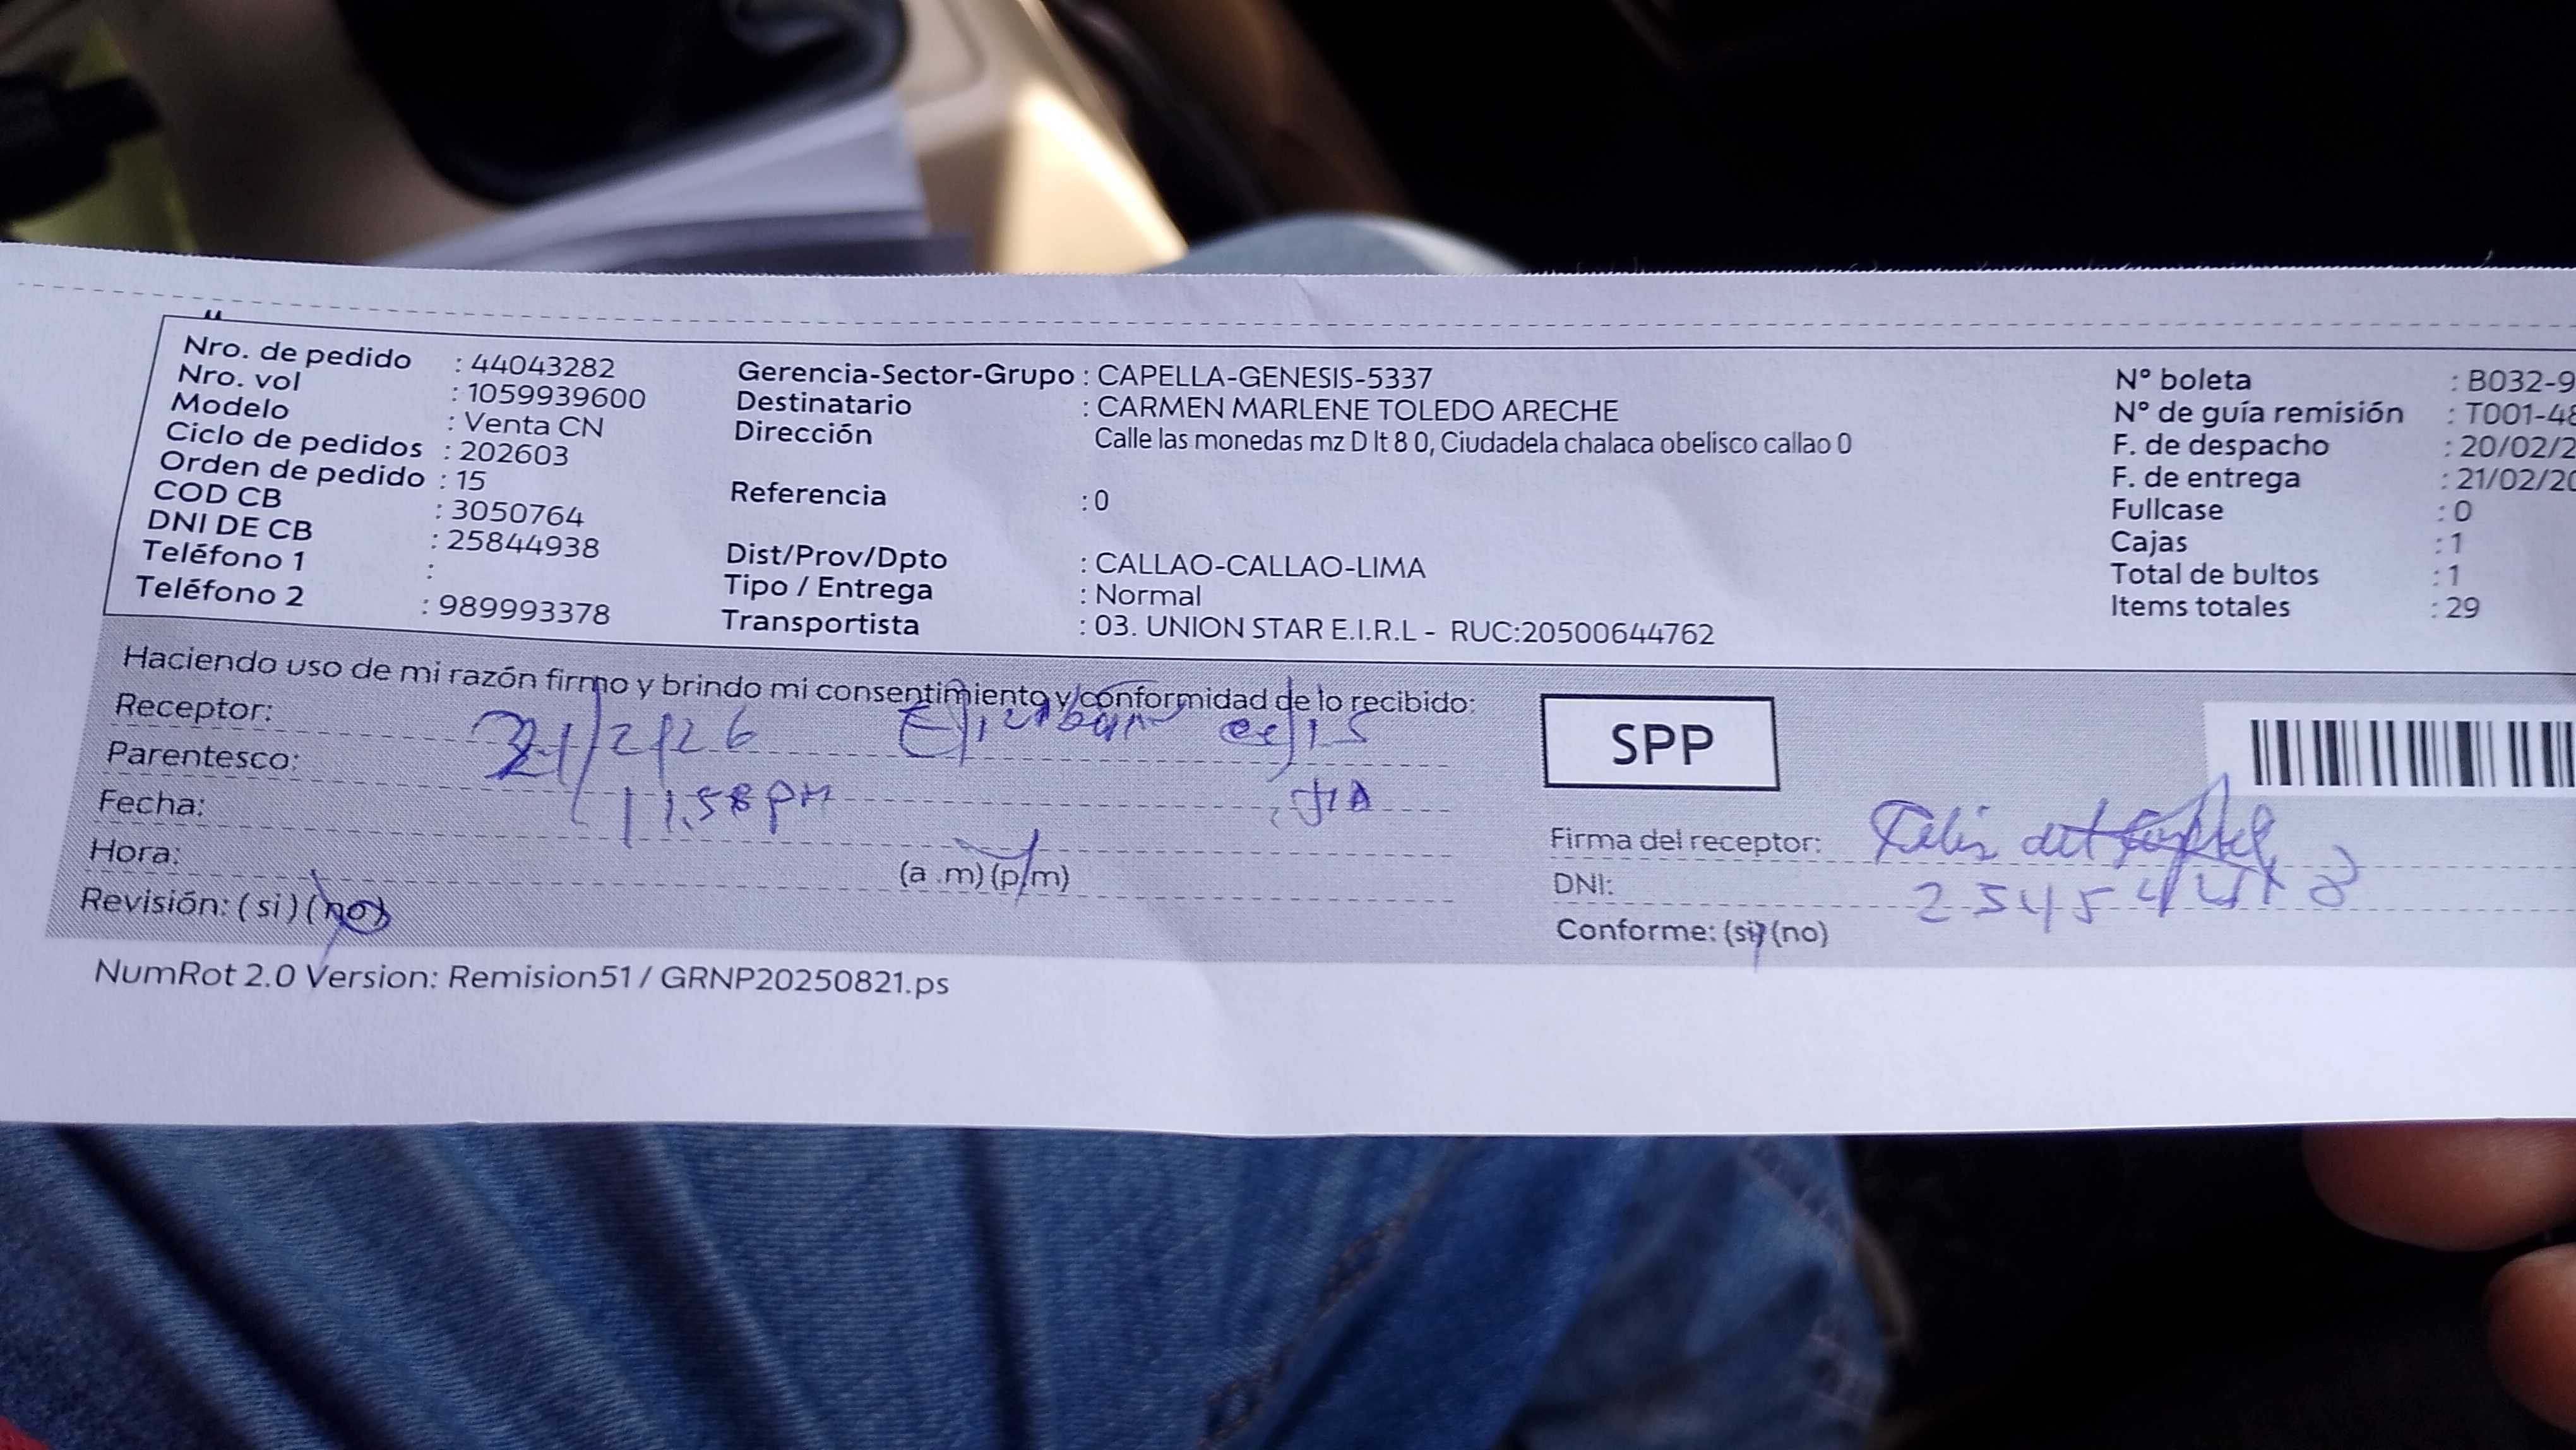 Nro. de pedido : 44043282
Nro. vol : 1059939600
Modelo : Venta CN
Ciclo de pedidos : 202603
Orden de pedido : 15
COD CB : 3050764
DNI DE CB : 25844938
Teléfono 1 :
Teléfono 2 : 989993378
Gerencia-Sector-Grupo : CAPELLA-GENESIS-5337
Destinatario : CARMEN MARLENE TOLEDO ARECHE
Dirección Calle las monedas mz D lt 8 0, Ciudadela chalaca obelisco callao 0
Referencia : 0
Dist/Prov/Dpto : CALLAO-CALLAO-LIMA
Tipo / Entrega : Normal
Transportista : 03. UNION STAR E.I.R.L - RUC:20500644762
N° boleta : B032-9
N° de guía remisión : T001-48
F. de despacho : 20/02/2
F. de entrega : 21/02/20
Fullcase : 0
Cajas : 1
Total de bultos : 1
Items totales : 29
Haciendo uso de mi razón firmo y brindo mi consentimiento y conformidad de lo recibido:
Receptor: 21/2/26
Parentesco:
Fecha: 11.58 PM
Hora: (a .m) (p.m)
Revisión: ( si ) ( no )
SPP
Firma del receptor:
DNI:
Conforme: (si) (no)
NumRot 2.0 Version: Remision51 / GRNP20250821.ps